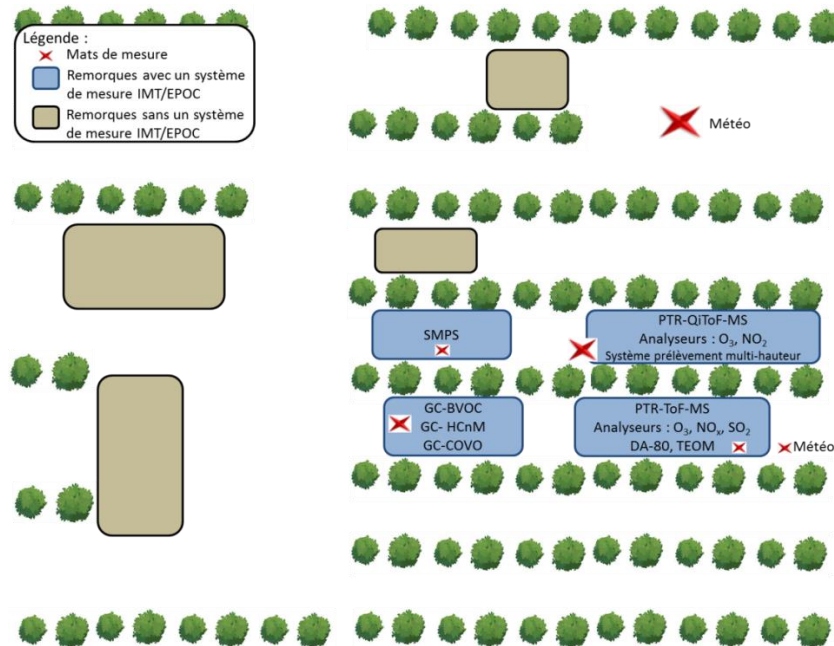 Légende :
Mats de mesure
Remorques avec un système
de mesure IMT/EPOC
Remorques sans un système
de mesure IMT/EPOC
Météo
SMPS
PTR-QiToF-MS
Analyseurs : O₃, NO₂
Système prélèvement multi-hauteur
GC-BVOC
GC- HCnM
GC-COVO
PTR-ToF-MS
Analyseurs : O₃, NOₓ, SO₂
DA-80, TEOM
Météo